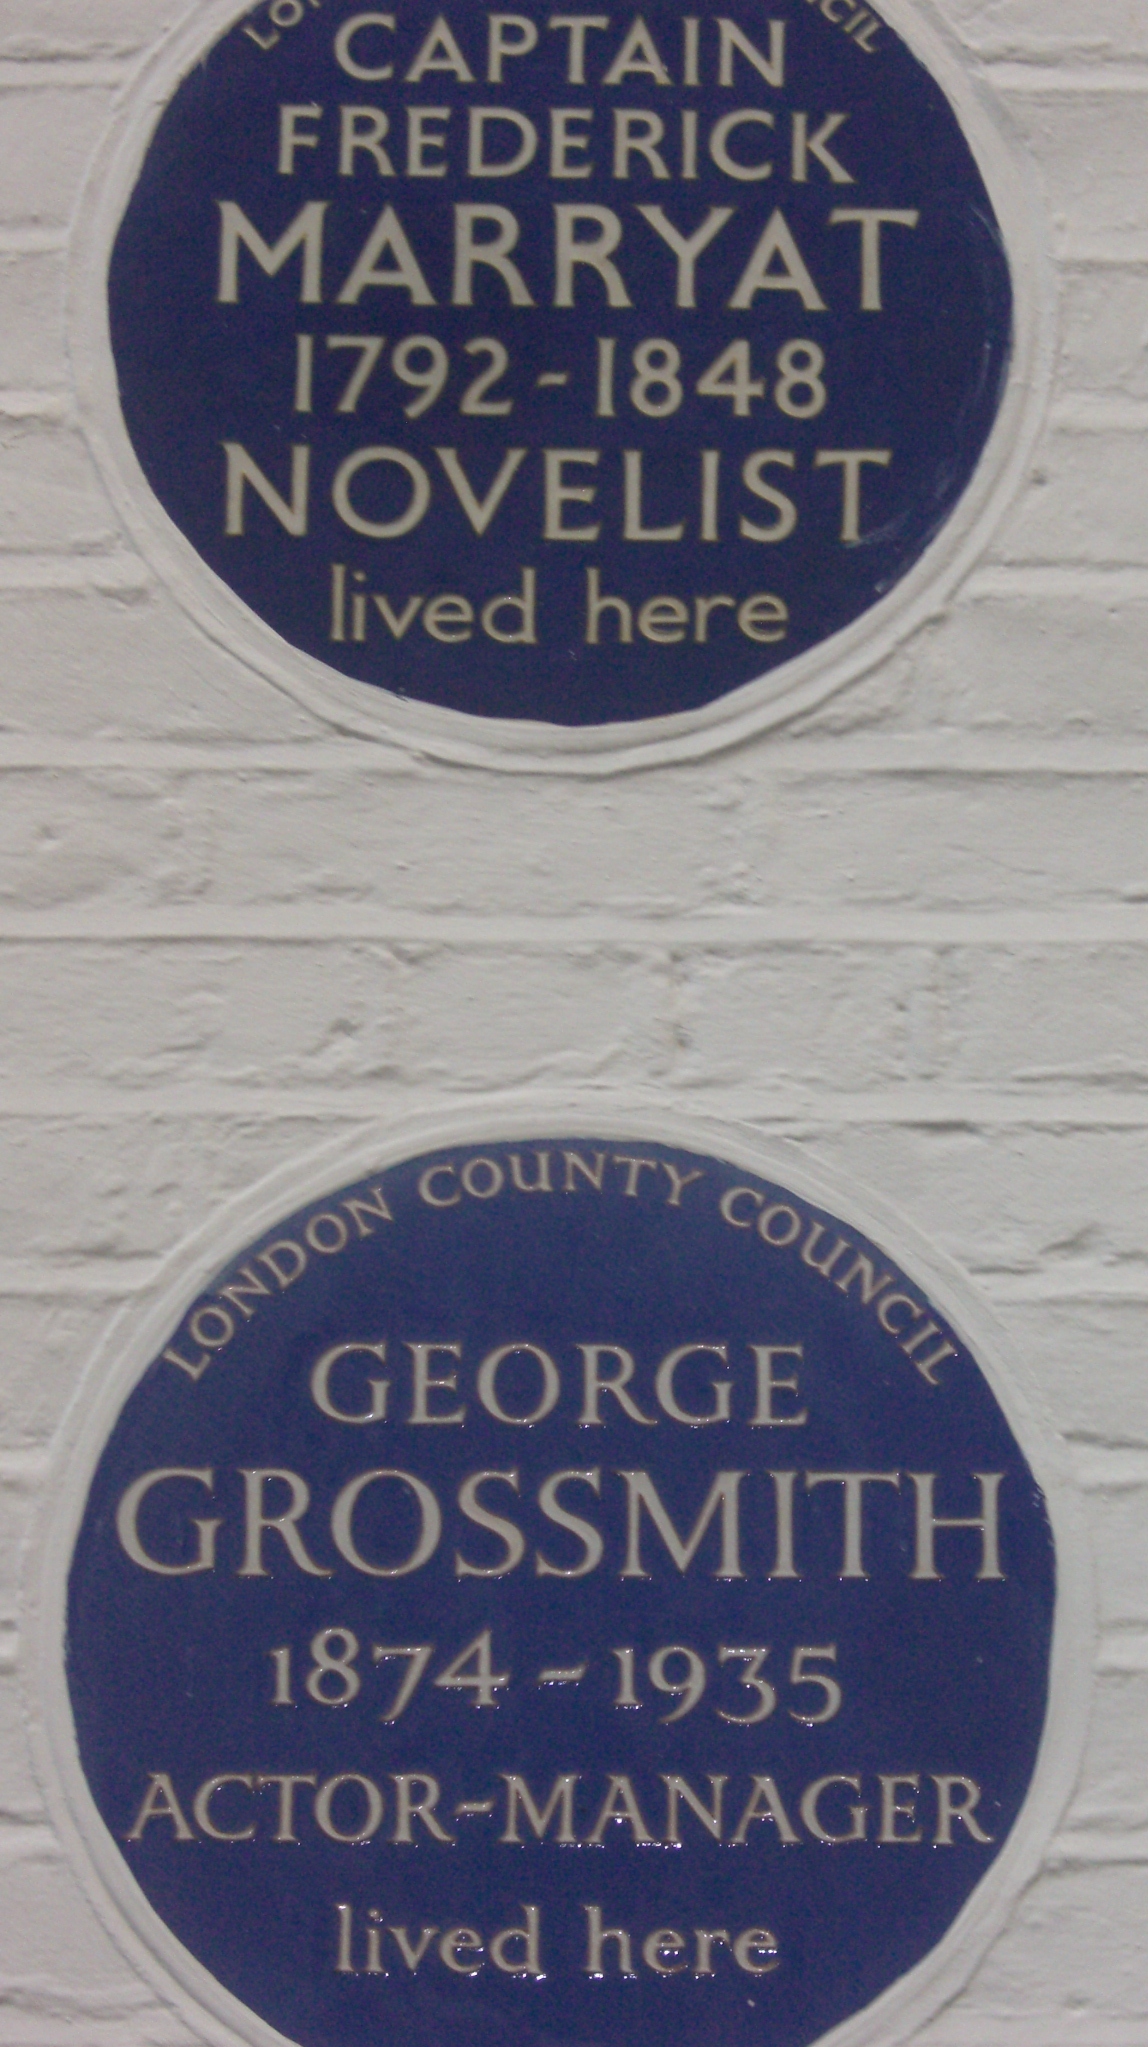 CAPTAIN
FREDERICK
MARRYAT
1792-1848
NOVELIST
lived here
LONDON COUNTY COUNCIL
GEORGE
GROSSMITH
1874-1935
ACTOR-MANAGER
lived here